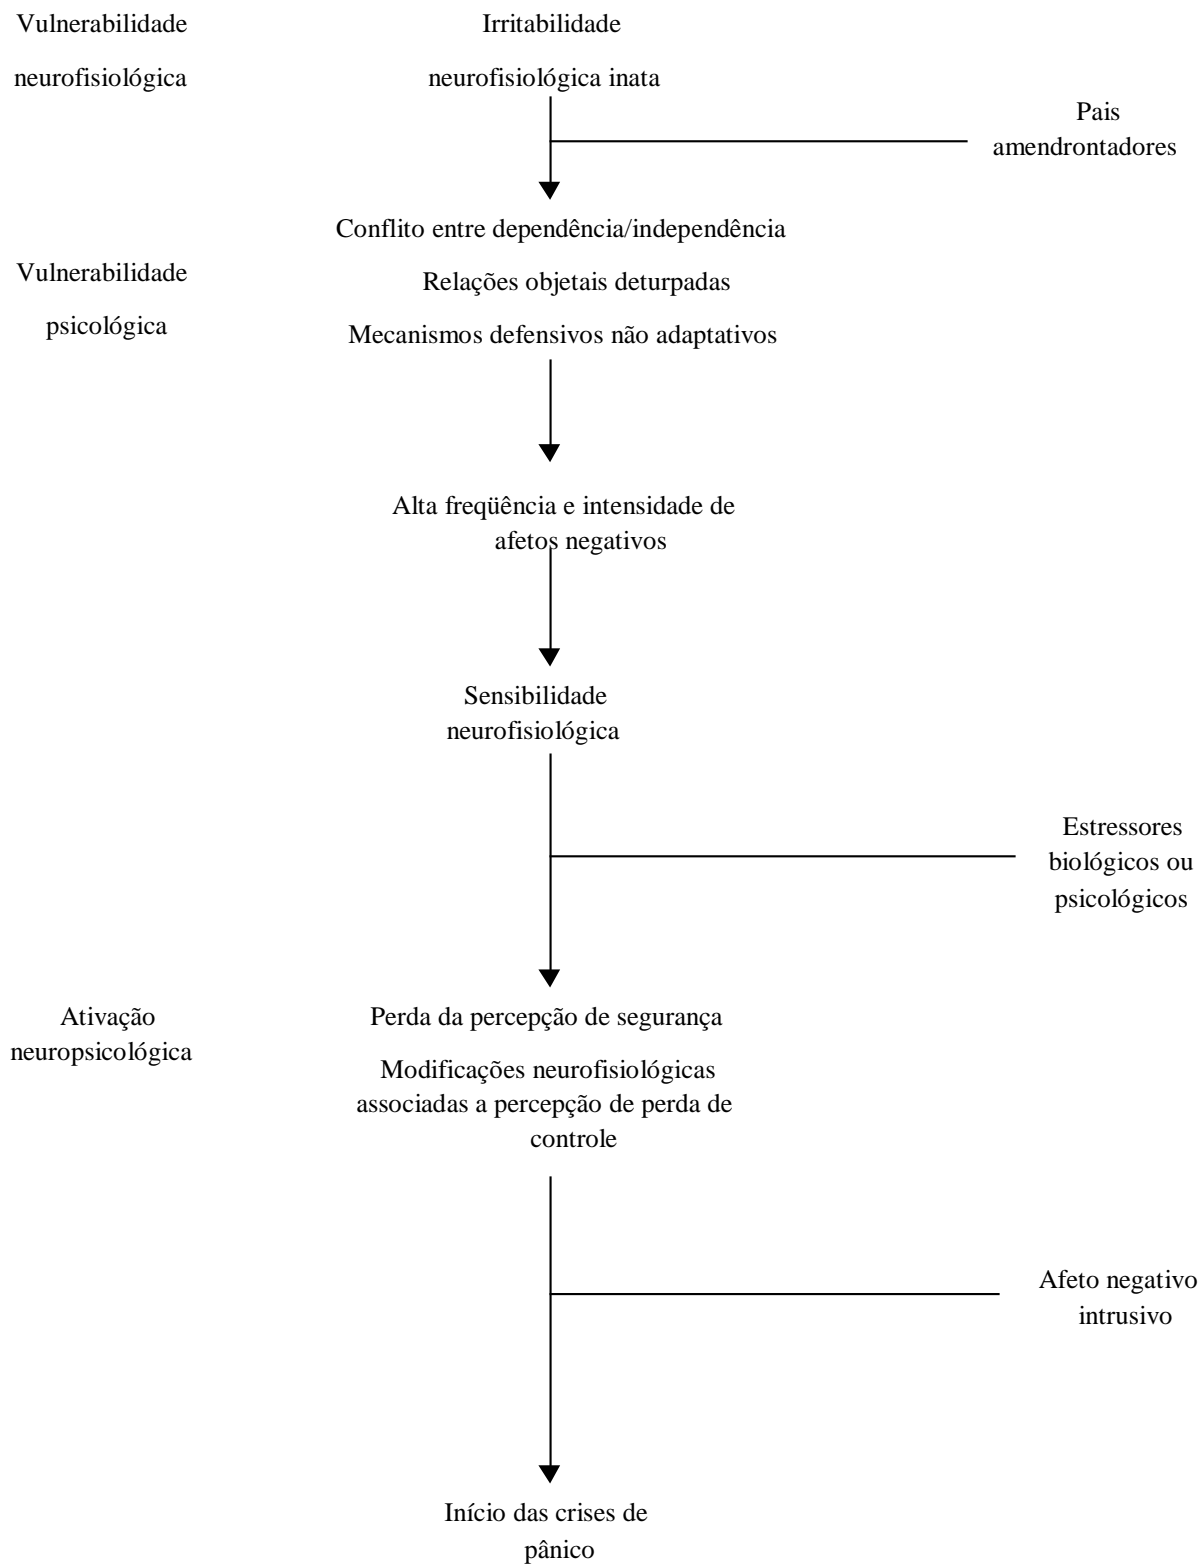 Vulnerabilidade
neurofisiológica
Irritabilidade
neurofisiológica inata
Pais
amendrontadores
Conflito entre dependência/independência
Vulnerabilidade
psicológica
Relações objetais deturpadas
Mecanismos defensivos não adaptativos
Alta freqüência e intensidade de
afetos negativos
Sensibilidade
neurofisiológica
Estressores
biológicos ou
psicológicos
Ativação
neuropsicológica
Perda da percepção de segurança
Modificações neurofisiológicas
associadas a percepção de perda de
controle
Afeto negativo
intrusivo
Início das crises de
pânico